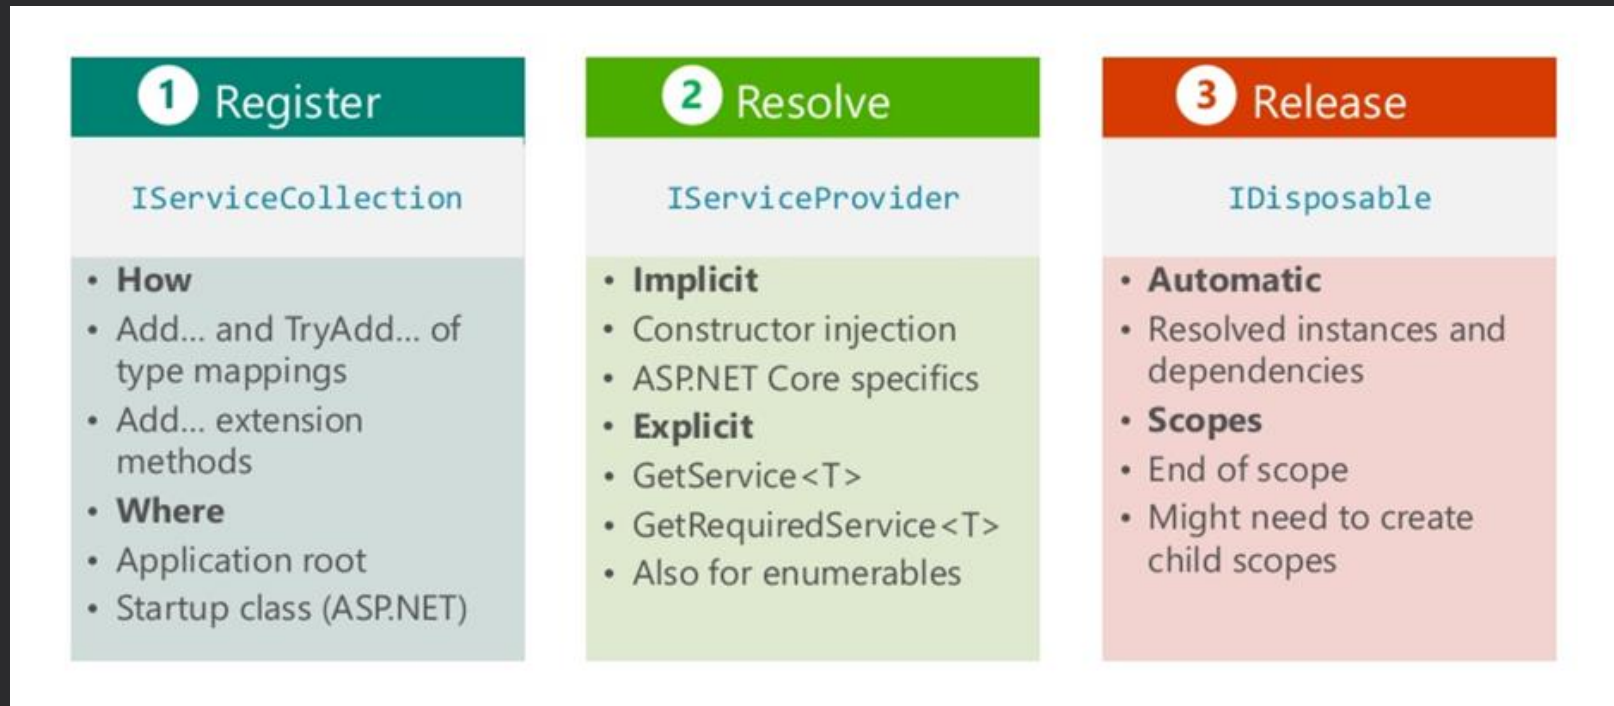 1 Register
IServiceCollection
• How
• Add... and TryAdd... of
type mappings
• Add... extension
methods
• Where
• Application root
• Startup class (ASP.NET)
2 Resolve
IServiceProvider
• Implicit
• Constructor injection
• ASP.NET Core specifics
• Explicit
• GetService<T>
• GetRequiredService<T>
• Also for enumerables
3 Release
IDisposable
• Automatic
• Resolved instances and
dependencies
• Scopes
• End of scope
• Might need to create
child scopes